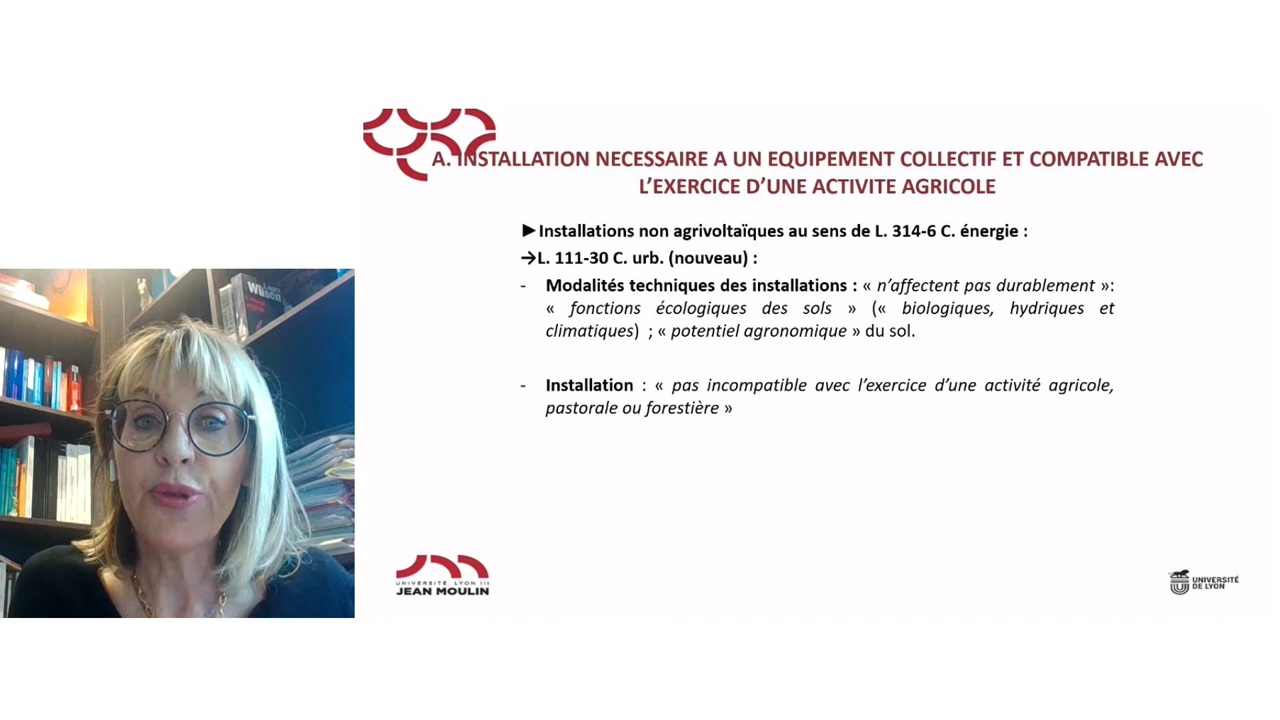 A. INSTALLATION NECESSAIRE A UN EQUIPEMENT COLLECTIF ET COMPATIBLE AVEC
L'EXERCICE D'UNE ACTIVITE AGRICOLE
►Installations non agrivoltaïques au sens de L. 314-6 C. énergie :
→L. 111-30 C. urb. (nouveau) :
- Modalités techniques des installations : « n'affectent pas durablement »:
« fonctions écologiques des sols » (« biologiques, hydriques et
climatiques) ; « potentiel agronomique » du sol.
- Installation : « pas incompatible avec l'exercice d'une activité agricole,
pastorale ou forestière »
UNIVERSITÉ LYON III
JEAN MOULIN
UNIVERSITÉ
DE LYON